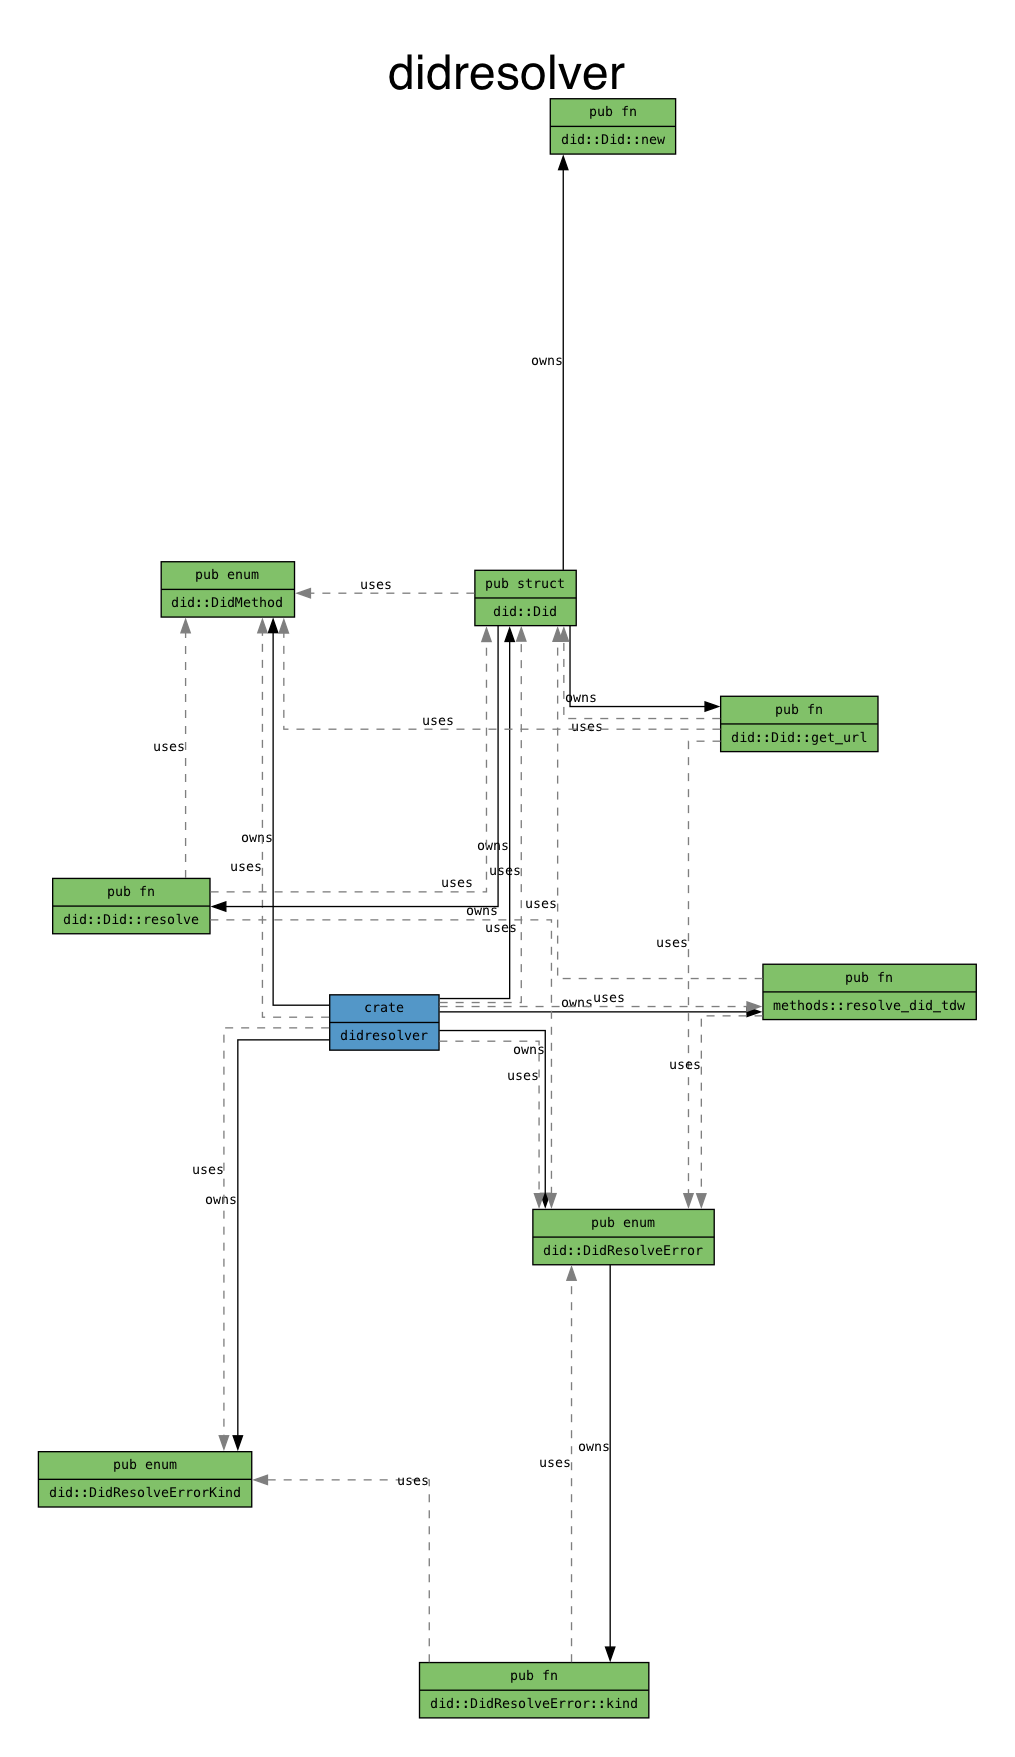 didresolver
pub fn
did::Did::new
owns
pub enum
did::DidMethod
uses
pub struct
did::Did
owns
pub fn
did::Did::get_url
uses
uses
uses
owns
uses
owns
uses
pub fn
did::Did::resolve
uses
owns
uses
uses
uses
pub fn
methods::resolve_did_tdw
crate
didresolver
owns
uses
owns
uses
uses
uses
owns
pub enum
did::DidResolveError
pub enum
did::DidResolveErrorKind
uses
uses
owns
pub fn
did::DidResolveError::kind